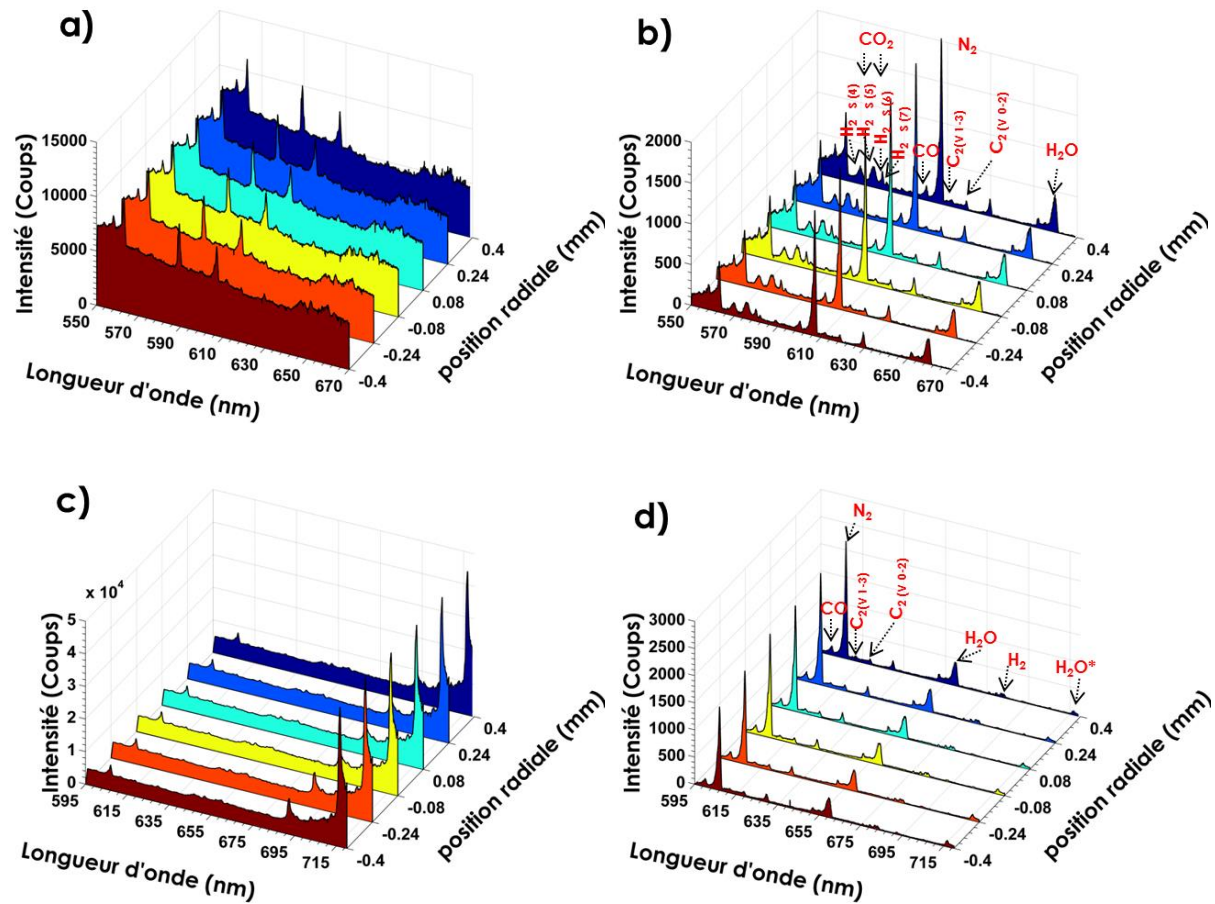 a)
15000
10000
5000
0
Intensité (Coups)
550
570
590
610
630
650
670
Longueur d'onde (nm)
-0.4
-0.24
-0.08
0.08
0.24
0.4
position radiale (mm)
b)
CO2
N2
H2 S (4)
H2 S (5)
H2 S (6)
H2 S (7)
CO
C2(V 1-3)
C2 (V 0-2)
H2O
2000
1500
1000
500
0
Intensité (Coups)
550
570
590
610
630
650
670
Longueur d'onde (nm)
-0.4
-0.24
-0.08
0.08
0.24
0.4
position radiale (mm)
c)
x 10^4
5
4
3
2
1
0
Intensité (Coups)
595
615
635
655
675
695
715
Longueur d'onde (nm)
-0.4
-0.24
-0.08
0.08
0.24
0.4
position radiale (mm)
d)
N2
CO
C2(V 1-3)
C2 (V 0-2)
H2O
H2
H2O*
3000
2500
2000
1500
1000
500
0
Intensité (Coups)
595
615
635
655
675
695
715
Longueur d'onde (nm)
-0.4
-0.24
-0.08
0.08
0.24
0.4
position radiale (mm)